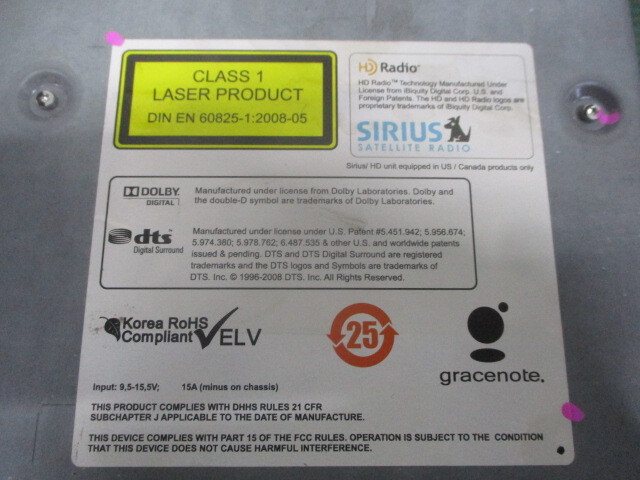 CLASS 1
LASER PRODUCT
DIN EN 60825-1:2008-05
HD Radio
HD Radio™ Technology Manufactured Under
License from iBiquity Digital Corp. U.S. and
Foreign Patents. The HD and HD Radio logos are
proprietary trademarks of iBiquity Digital Corp.
SIRIUS
SATELLITE RADIO
Sirius/ HD unit equipped in US / Canada products only
DOLBY
DIGITAL
Manufactured under license from Dolby Laboratories. Dolby and
the double-D symbol are trademarks of Dolby Laboratories.
dts
Digital Surround
Manufactured under license under U.S. Patent #5.451.942; 5.956.674;
5.974.380; 5.978.762; 6.487.535 & other U.S. and worldwide patents
issued & pending. DTS and DTS Digital Surround are registered
trademarks and the DTS logos and Symbols are trademarks of
DTS. Inc. © 1996-2008 DTS. Inc. All Rights Reserved.
Korea RoHS
Compliant
ELV
25
gracenote.
Input: 9,5-15,5V; 15A (minus on chassis)
THIS PRODUCT COMPLIES WITH DHHS RULES 21 CFR
SUBCHAPTER J APPLICABLE TO THE DATE OF MANUFACTURE.
THIS DEVICE COMPLIES WITH PART 15 OF THE FCC RULES. OPERATION IS SUBJECT TO THE CONDITION
THAT THIS DEVICE DOES NOT CAUSE HARMFUL INTERFERENCE.